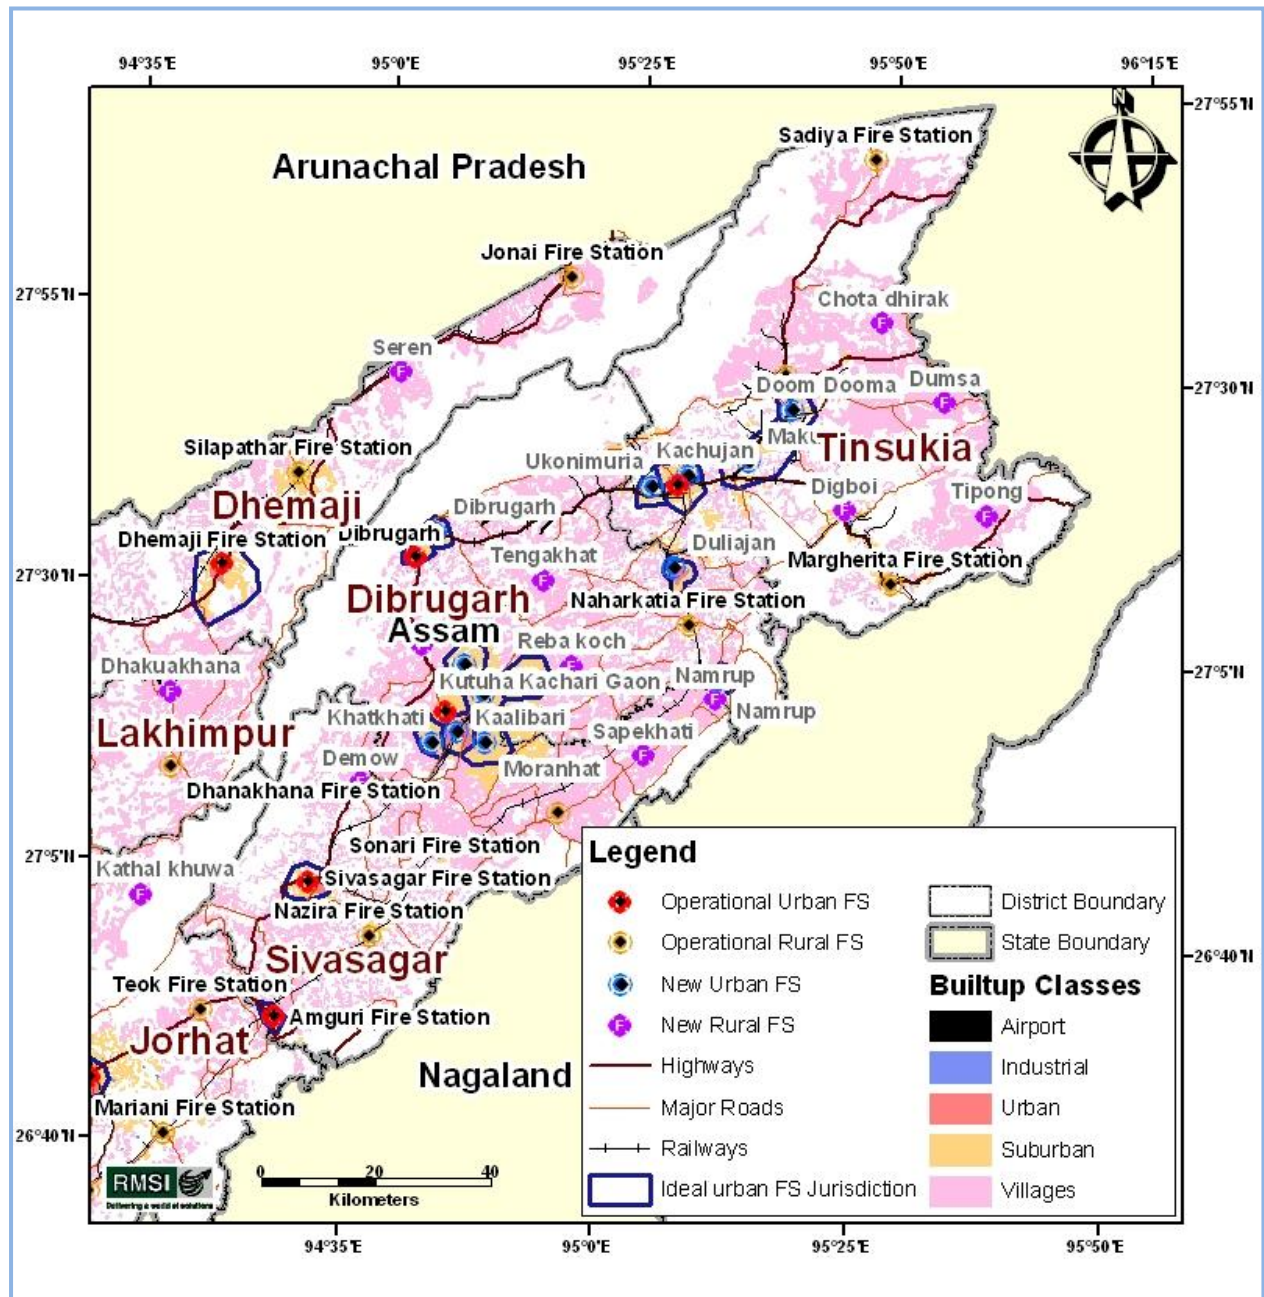 94°35'E 95°0'E 95°25'E 95°50'E 96°15'E
27°55'N
N
Sadiya Fire Station
Arunachal Pradesh
Jonai Fire Station
27°55'N
Chota dhirak
Seren
27°30'N
Doom Dooma Dumsa
Silapathar Fire Station
Kachujan
Tinsukia
Ukonimuria
Digboi
Tipong
Dhemaji
Dibrugarh
Dhemaji Fire Station Dibrugarh
Duliajan
Tengakhat
Margherita Fire Station
27°30'N
Dibrugarh
Naharkatia Fire Station
Assam
Reba koch
Dhakuakhana
27°5'N
Kutuha Kachari Gaon
Namrup
Khatkhati Kaalibari
Namrup
Lakhimpur
Sapekhati
Demow
Moranhat
Dhanakhana Fire Station
Sonari Fire Station
27°5'N
Kathal khuwa
Sivasagar Fire Station
Nazira Fire Station
Sivasagar
Teok Fire Station
Amguri Fire Station
Jorhat
Nagaland
Mariani Fire Station
26°40'N
26°40'N
Legend
Operational Urban FS
Operational Rural FS
New Urban FS
New Rural FS
Highways
Major Roads
Railways
Ideal urban FS Jurisdiction
District Boundary
State Boundary
Builtup Classes
Airport
Industrial
Urban
Suburban
Villages
RMSI
Delivering a world of solutions
0 20 40
Kilometers
94°35'E 95°0'E 95°25'E 95°50'E